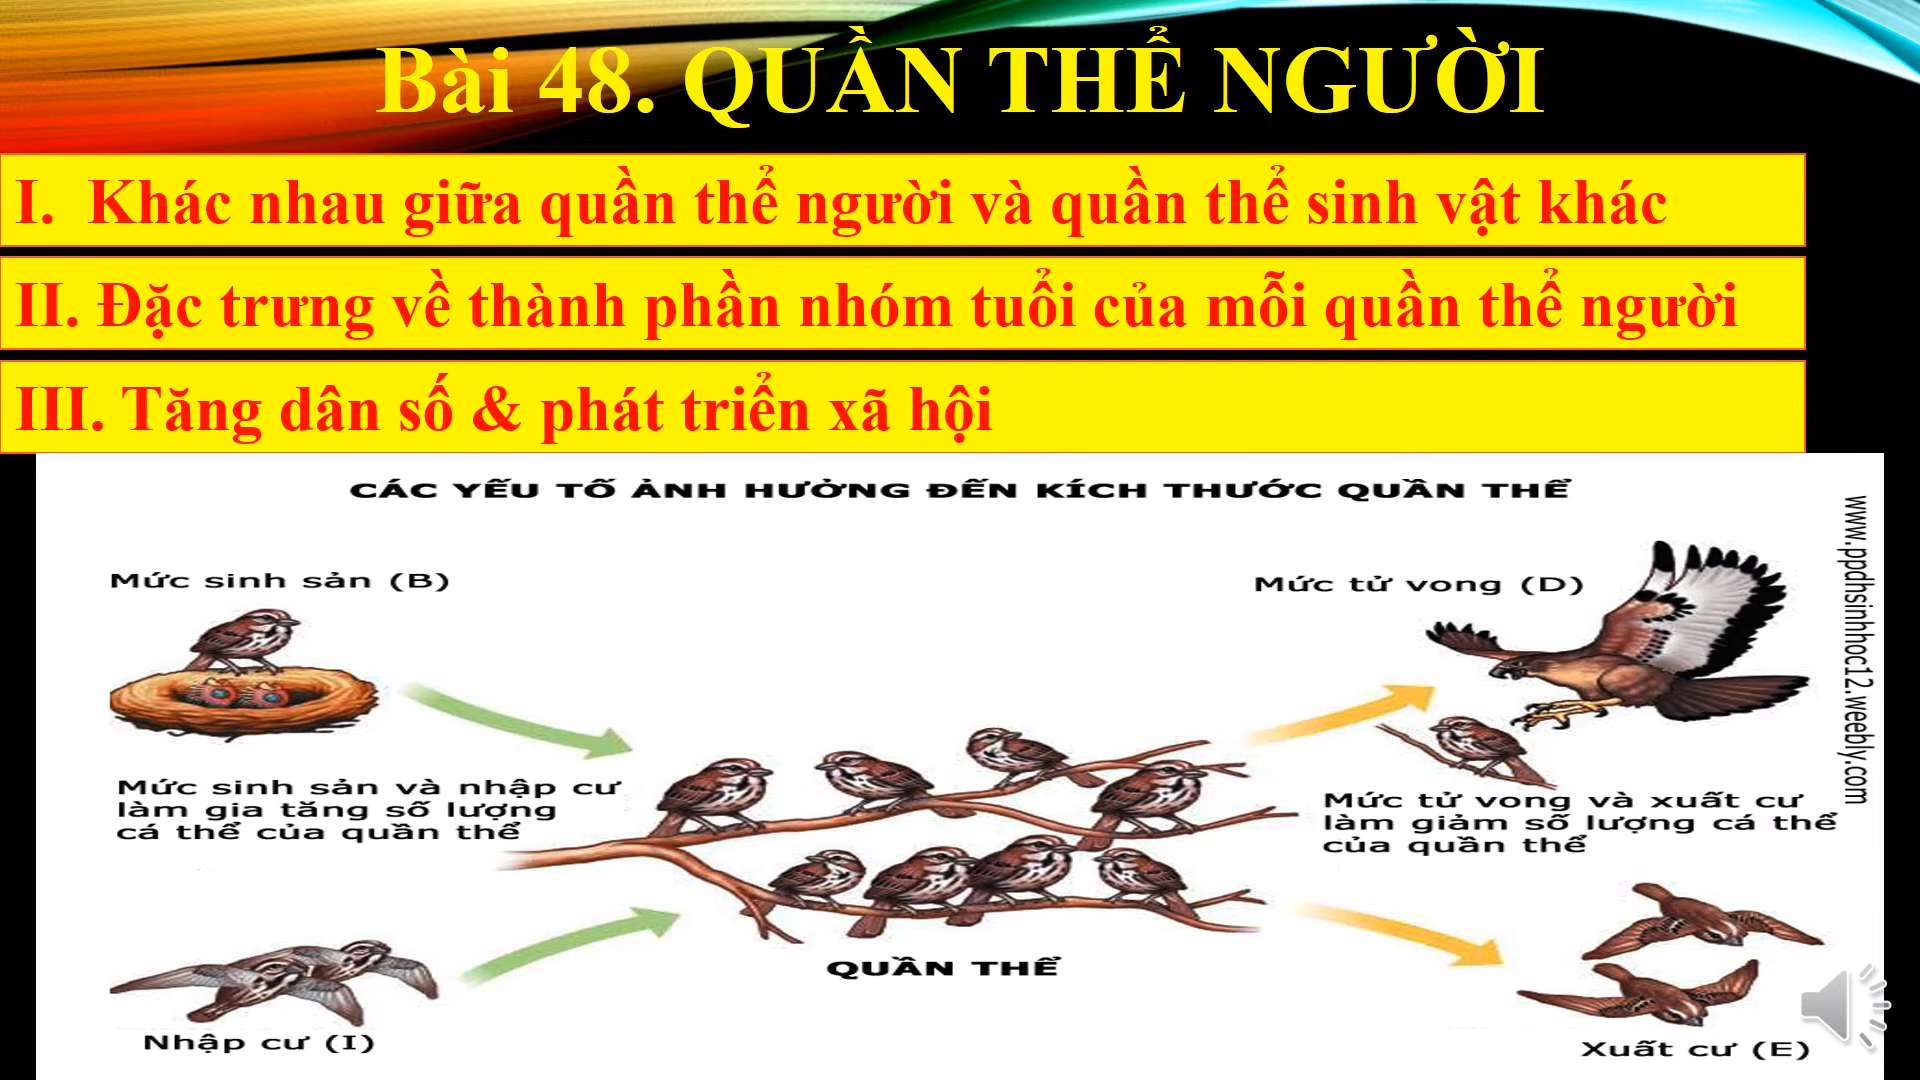 Bài 48. QUẦN THỂ NGƯỜI
I. Khác nhau giữa quần thể người và quần thể sinh vật khác
II. Đặc trưng về thành phần nhóm tuổi của mỗi quần thể người
III. Tăng dân số & phát triển xã hội
CÁC YẾU TỐ ẢNH HƯỞNG ĐẾN KÍCH THƯỚC QUẦN THỂ
Mức sinh sản (B)
Mức tử vong (D)
www.ppdhsinhhoc12.weebly.com
Mức sinh sản và nhập cư
làm gia tăng số lượng
cá thể của quần thể
Mức tử vong và xuất cư
làm giảm số lượng cá thể
của quần thể
QUẦN THỂ
Nhập cư (I)
Xuất cư (E)